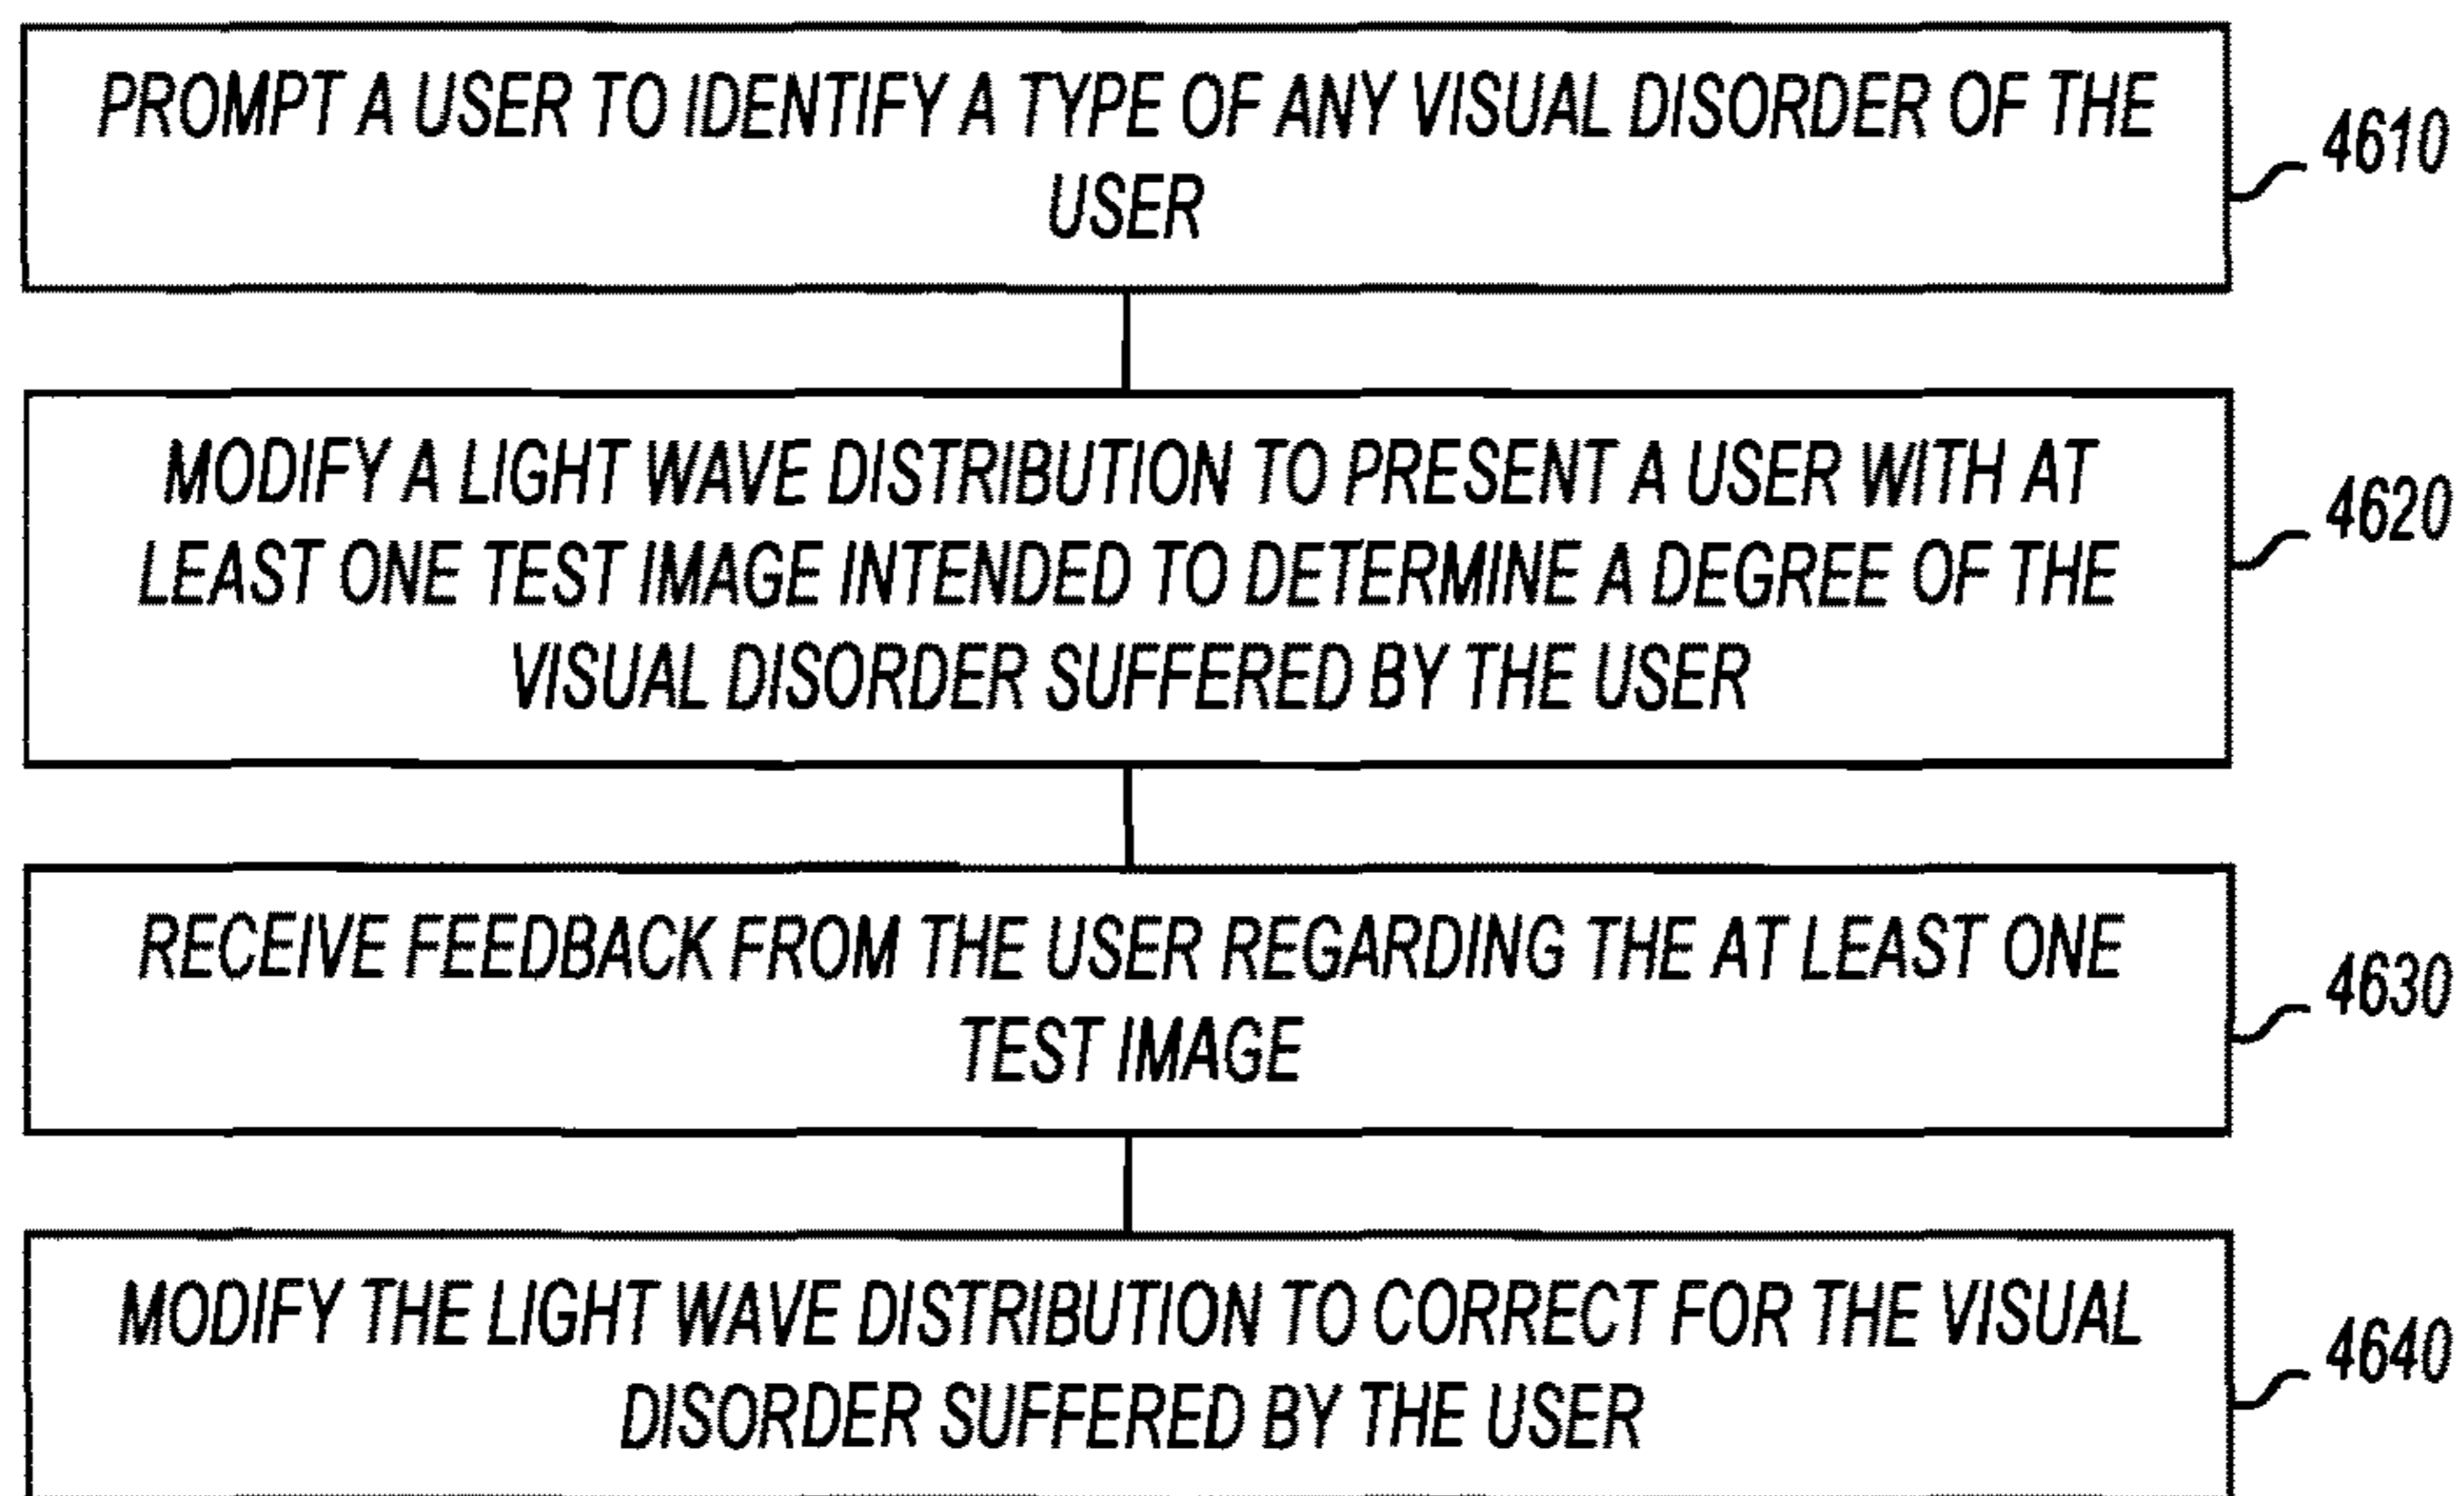 PROMPT A USER TO IDENTIFY A TYPE OF ANY VISUAL DISORDER OF THE
USER
4610
MODIFY A LIGHT WAVE DISTRIBUTION TO PRESENT A USER WITH AT
LEAST ONE TEST IMAGE INTENDED TO DETERMINE A DEGREE OF THE
VISUAL DISORDER SUFFERED BY THE USER
4620
RECEIVE FEEDBACK FROM THE USER REGARDING THE AT LEAST ONE
TEST IMAGE
4630
MODIFY THE LIGHT WAVE DISTRIBUTION TO CORRECT FOR THE VISUAL
DISORDER SUFFERED BY THE USER
4640